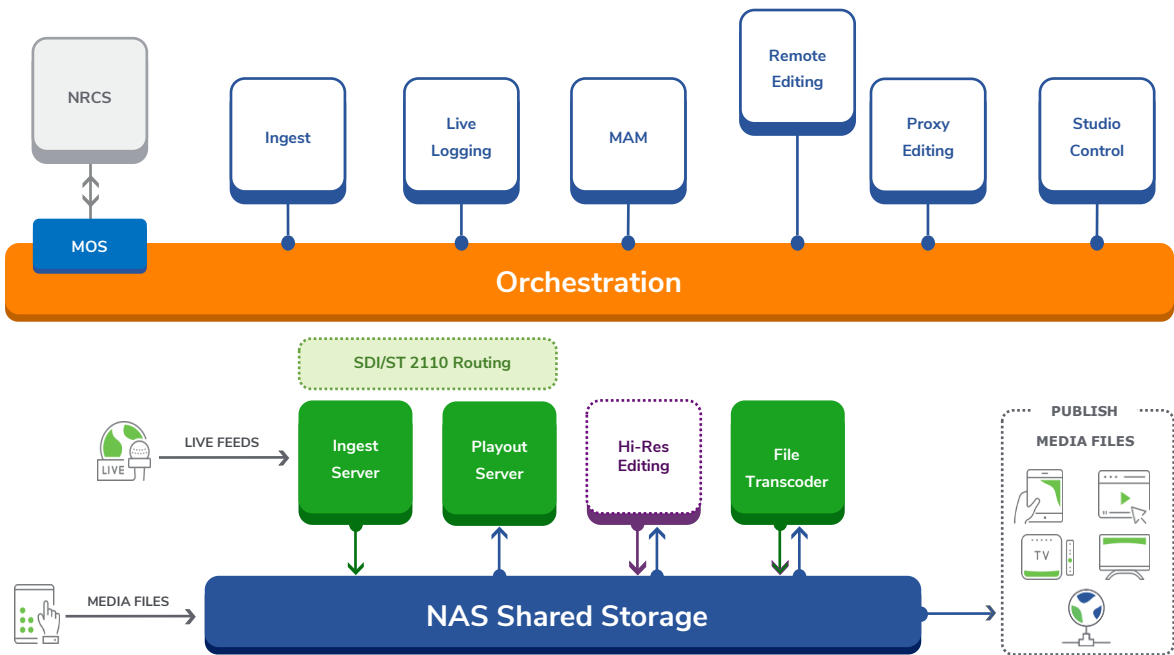 NRCS
Ingest
Live
Logging
MAM
Remote
Editing
Proxy
Editing
Studio
Control
MOS
Orchestration
SDI/ST 2110 Routing
LIVE FEEDS
LIVE
Ingest
Server
Playout
Server
Hi-Res
Editing
File
Transcoder
PUBLISH
MEDIA FILES
TV
MEDIA FILES
NAS Shared Storage